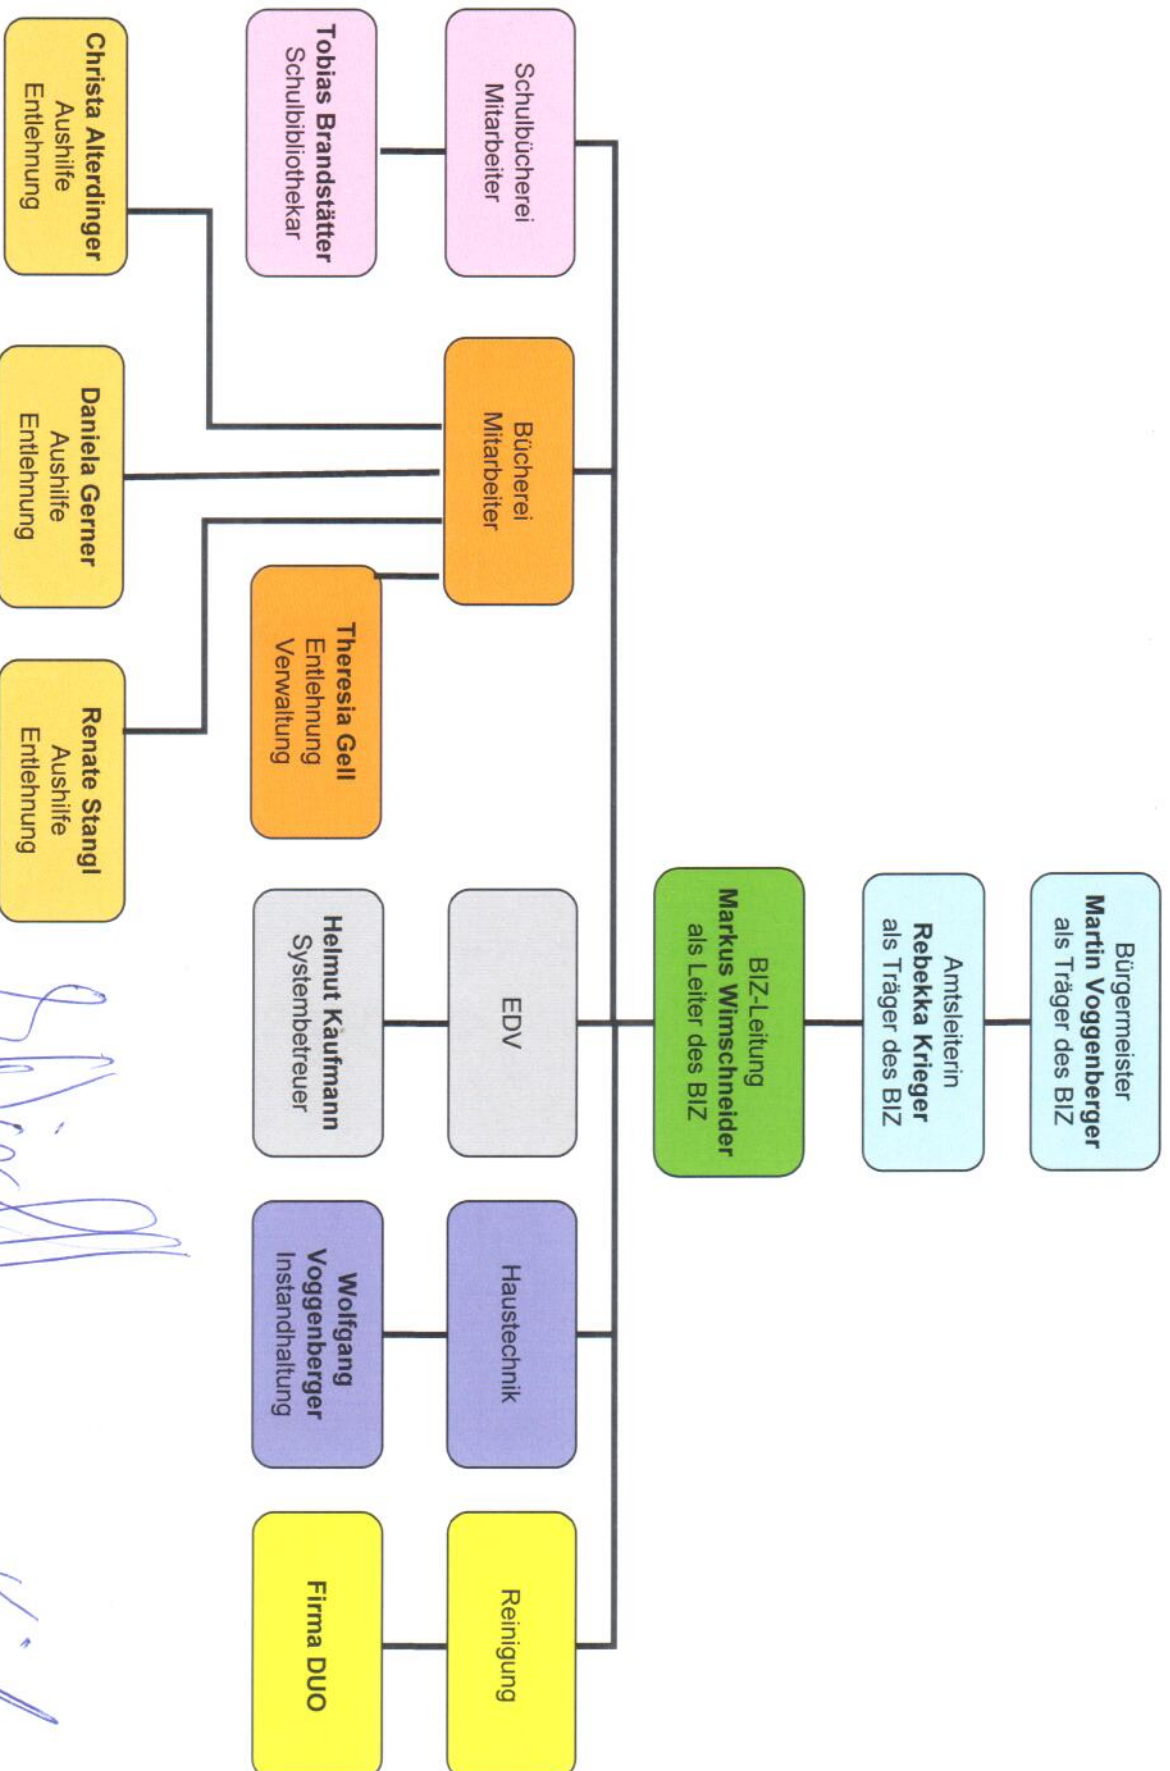 Bürgermeister
Martin Voggenberger
als Träger des BIZ
Amtsleiterin
Rebekka Krieger
als Träger des BIZ
BIZ-Leitung
Markus Wimschneider
als Leiter des BIZ
Schulbücherei
Mitarbeiter
Bücherei
Mitarbeiter
EDV
Haustechnik
Reinigung
Tobias Brandstätter
Schulbibliothekar
Theresia Gell
Entlehnung
Verwaltung
Helmut Kaufmann
Systembetreuer
Wolfgang
Voggenberger
Instandhaltung
Firma DUO
Christa Alterdinger
Aushilfe
Entlehnung
Daniela Gerner
Aushilfe
Entlehnung
Renate Stangl
Aushilfe
Entlehnung